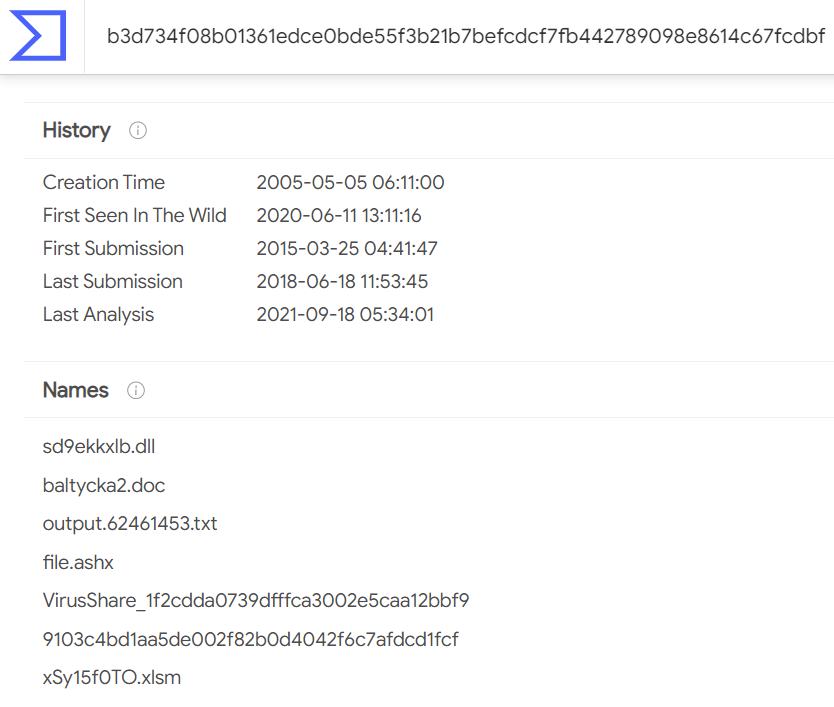 b3d734f08b01361edce0bde55f3b21b7befcdcf7fb442789098e8614c67fcdbf
History
Creation Time 2005-05-05 06:11:00
First Seen In The Wild 2020-06-11 13:11:16
First Submission 2015-03-25 04:41:47
Last Submission 2018-06-18 11:53:45
Last Analysis 2021-09-18 05:34:01
Names
sd9ekkxlb.dll
baltycka2.doc
output.62461453.txt
file.ashx
VirusShare_1f2cdda0739dfffca3002e5caa12bbf9
9103c4bd1aa5de002f82b0d4042f6c7afdcd1fcf
xSy15f0TO.xlsm